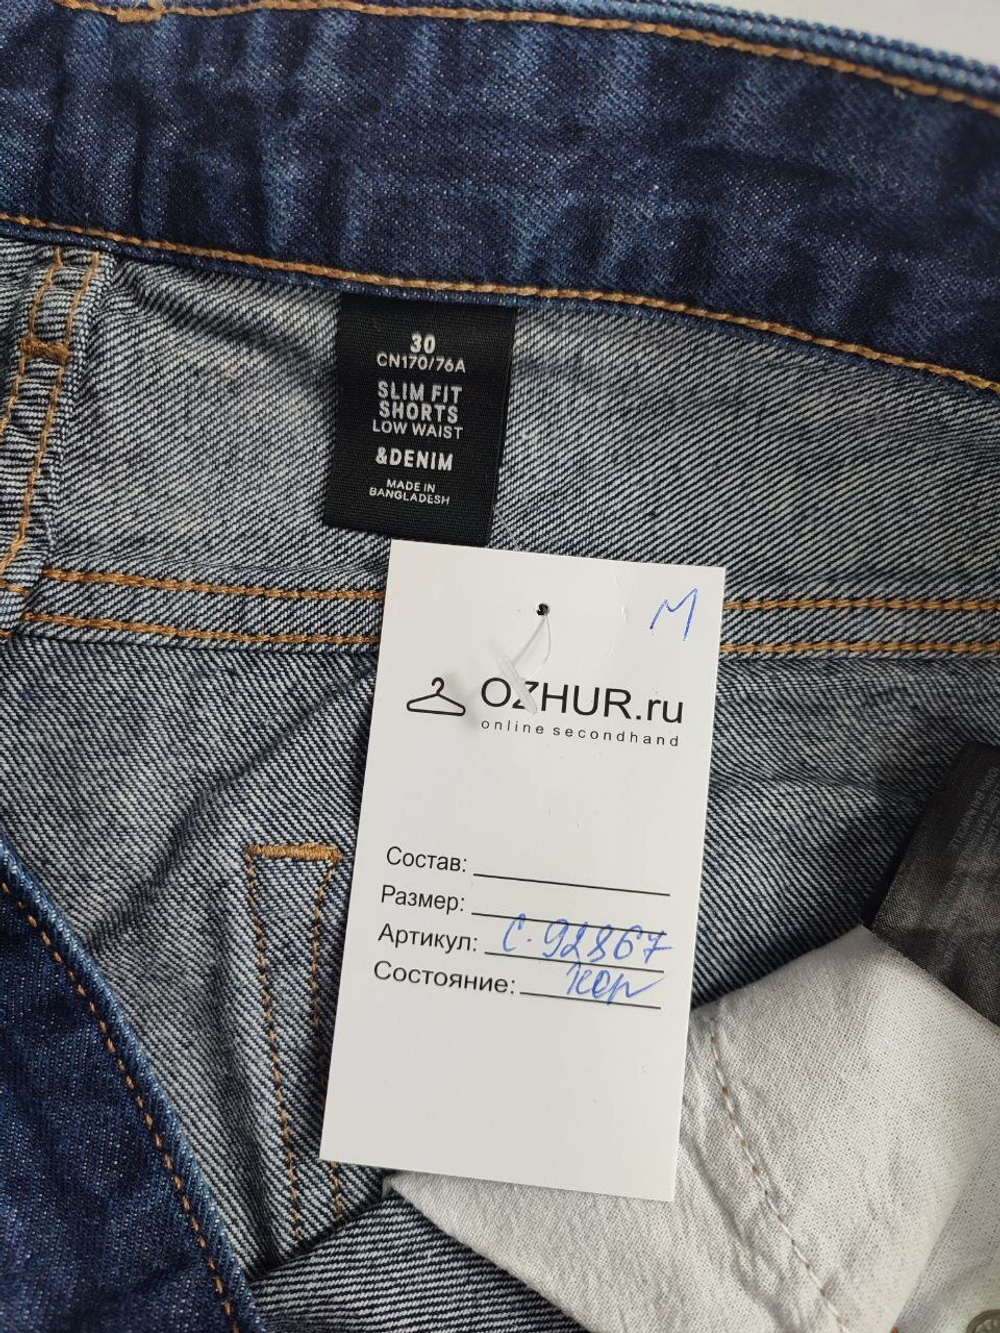 30
CN170/76A
SLIM FIT
SHORTS
LOW WAIST
&DENIM
MADE IN
BANGLADESH
М
OZHUR.ru
online secondhand
Состав:
Размер:
Артикул: С-92867
Состояние: хор